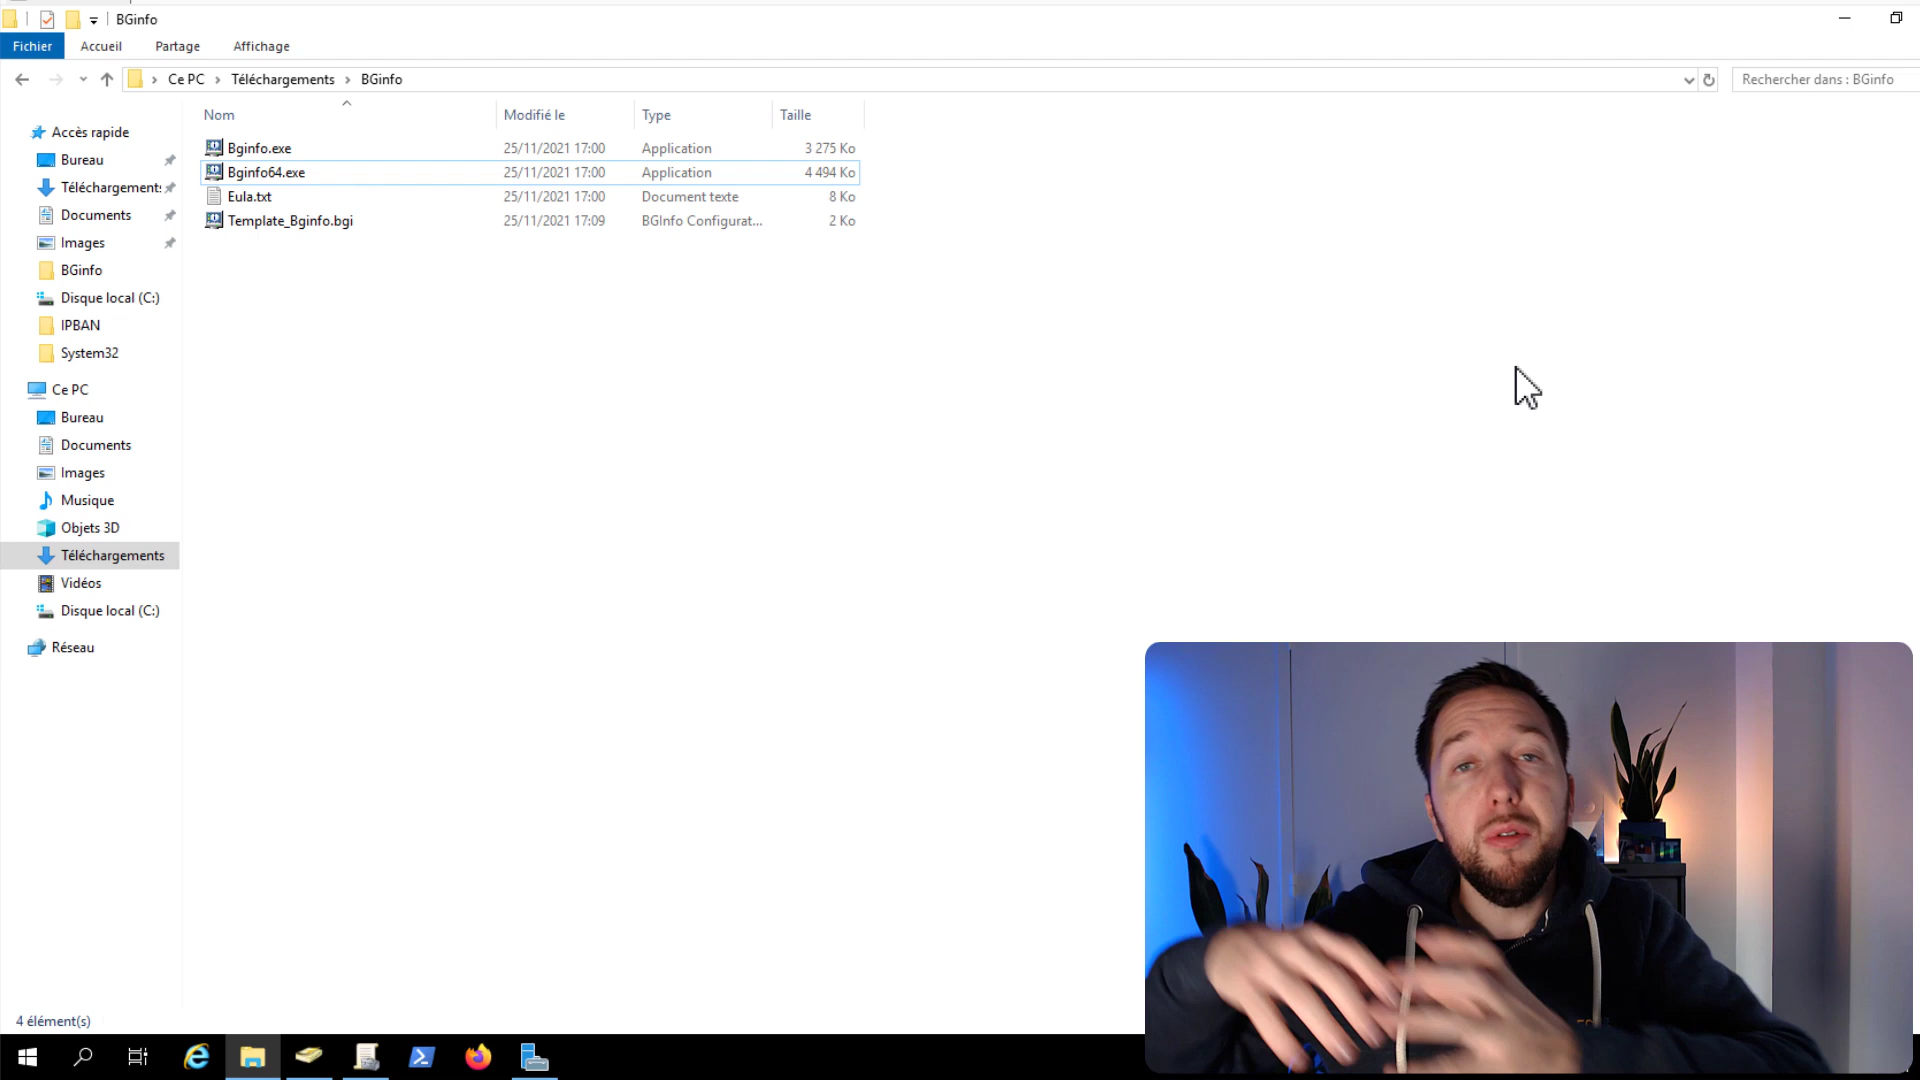 BGinfo
Fichier Accueil Partage Affichage
Ce PC Téléchargements BGinfo
Rechercher dans : BGinfo
Nom Modifié le Type Taille
Bginfo.exe 25/11/2021 17:00 Application 3 275 Ko
Bginfo64.exe 25/11/2021 17:00 Application 4 494 Ko
Eula.txt 25/11/2021 17:00 Document texte 8 Ko
Template_Bginfo.bgi 25/11/2021 17:09 BGInfo Configurat... 2 Ko
Accès rapide
Bureau
Téléchargements
Documents
Images
BGinfo
Disque local (C:)
IPBAN
System32
Ce PC
Bureau
Documents
Images
Musique
Objets 3D
Téléchargements
Vidéos
Disque local (C:)
Réseau
4 élément(s)